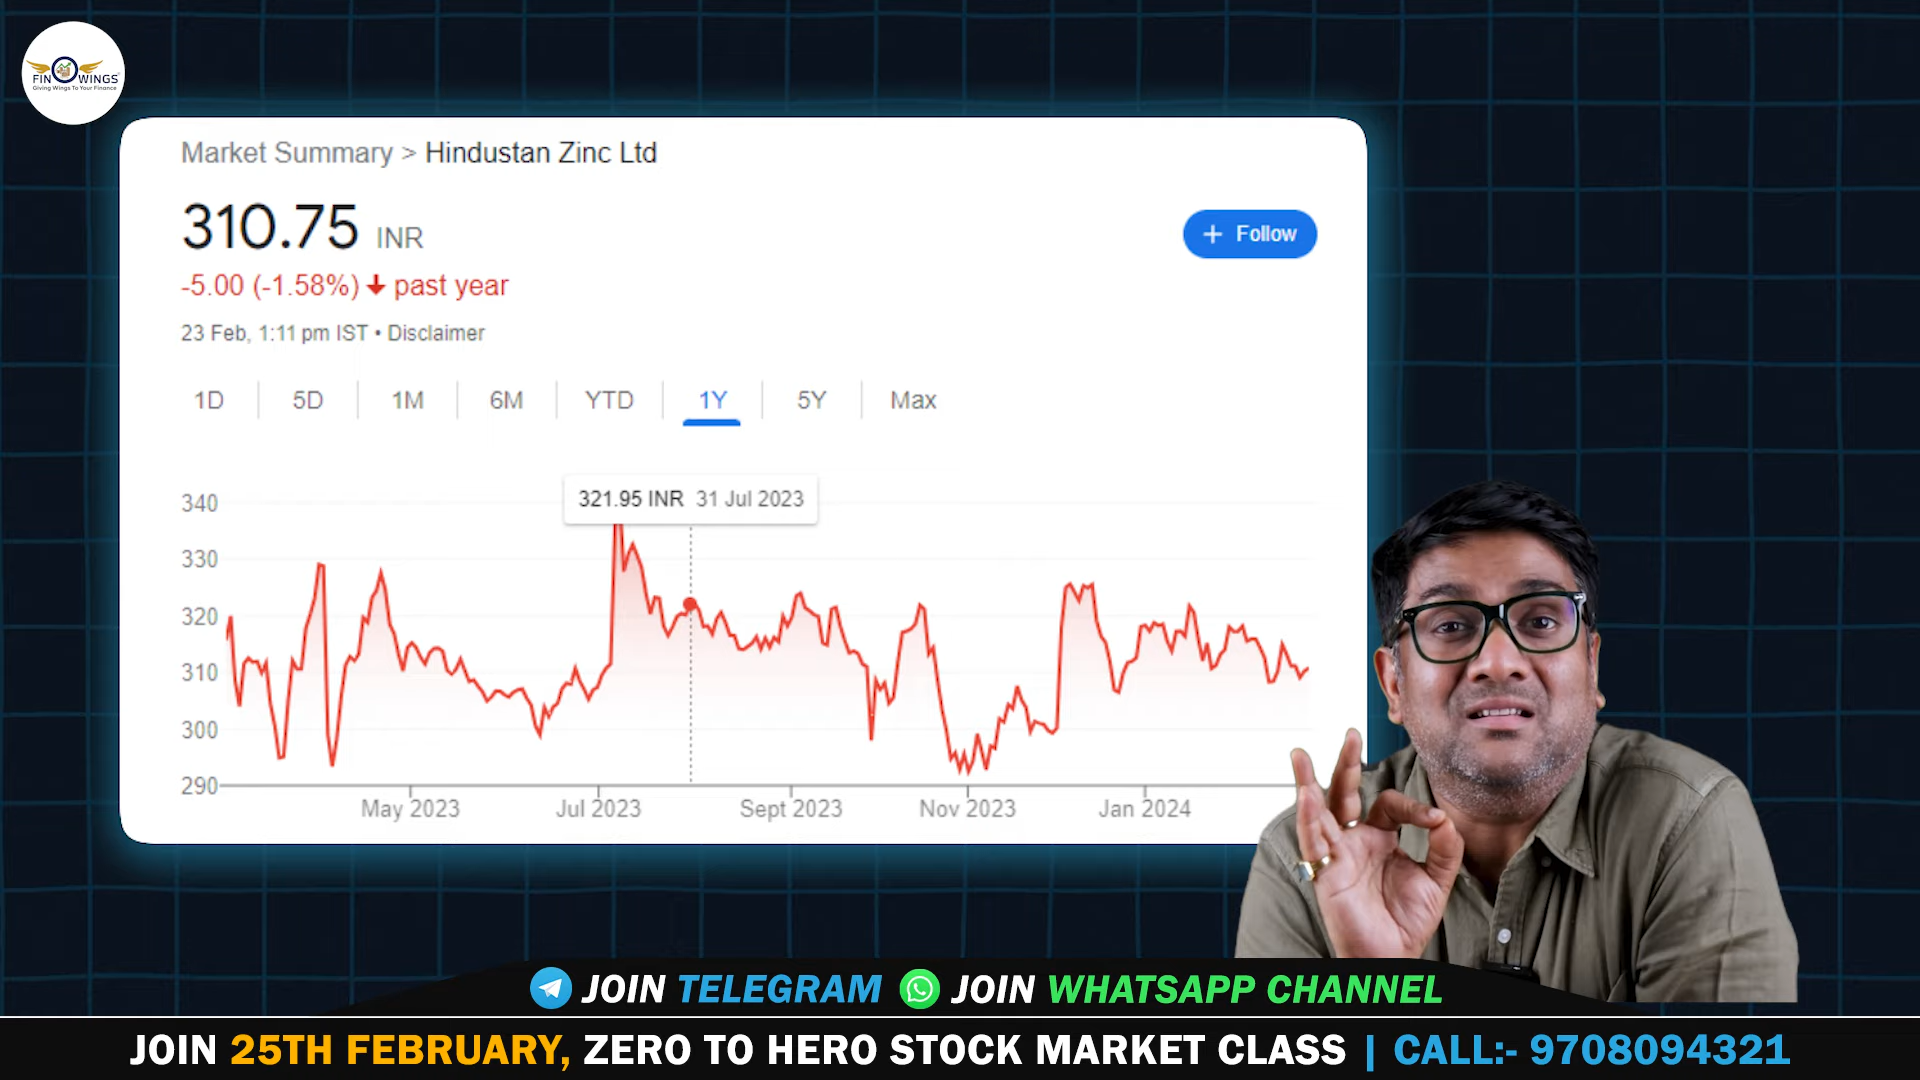 FINOWINGS
Giving Wings To Your Finance
Market Summary > Hindustan Zinc Ltd
310.75 INR
+ Follow
-5.00 (-1.58%) ↓ past year
23 Feb, 1:11 pm IST • Disclaimer
1D 5D 1M 6M YTD 1Y 5Y Max
321.95 INR 31 Jul 2023
340
330
320
310
300
290
May 2023 Jul 2023 Sept 2023 Nov 2023 Jan 2024
JOIN TELEGRAM JOIN WHATSAPP CHANNEL
JOIN 25TH FEBRUARY, ZERO TO HERO STOCK MARKET CLASS | CALL:- 9708094321